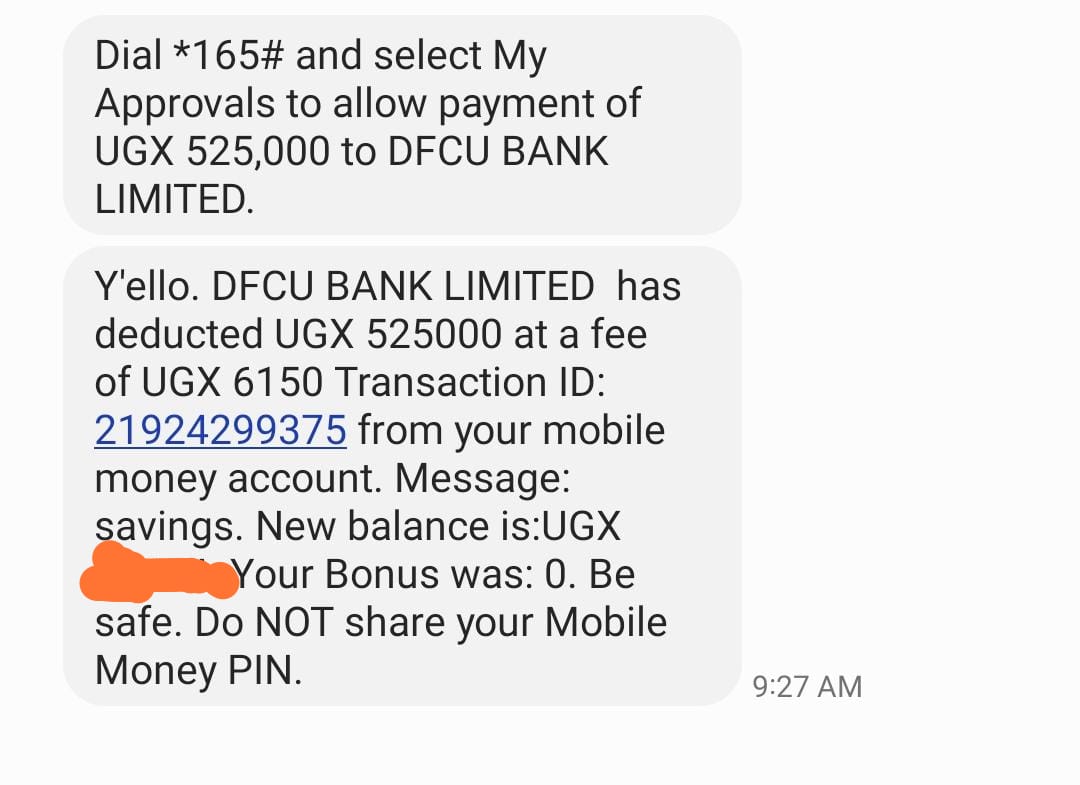 Dial *165# and select My
Approvals to allow payment of
UGX 525,000 to DFCU BANK
LIMITED.
Y'ello. DFCU BANK LIMITED  has
deducted UGX 525000 at a fee
of UGX 6150 Transaction ID:
21924299375 from your mobile
money account. Message:
savings. New balance is:UGX
Your Bonus was: 0. Be
safe. Do NOT share your Mobile
Money PIN.
9:27 AM